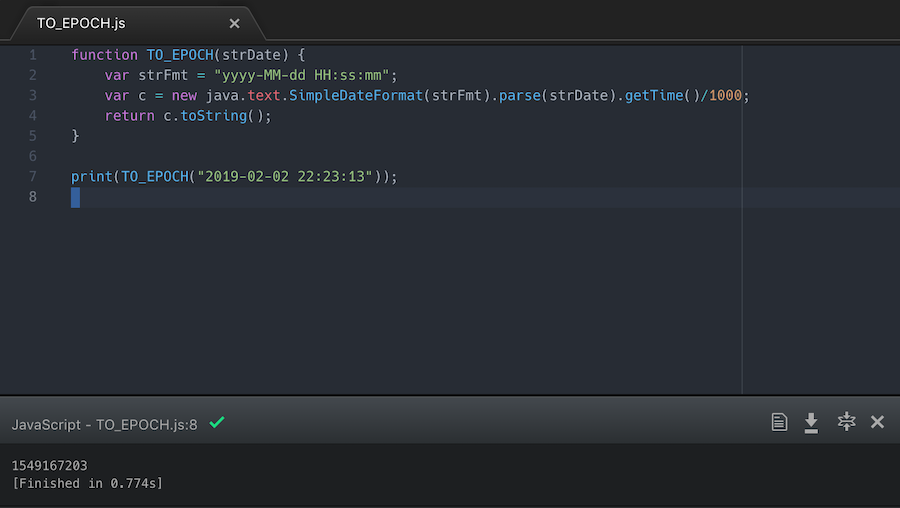 TO_EPOCH.js
1 function TO_EPOCH(strDate) {
2     var strFmt = "yyyy-MM-dd HH:ss:mm";
3     var c = new java.text.SimpleDateFormat(strFmt).parse(strDate).getTime()/1000;
4     return c.toString();
5 }
6
7 print(TO_EPOCH("2019-02-02 22:23:13"));
8
JavaScript - TO_EPOCH.js:8
1549167203
[Finished in 0.774s]